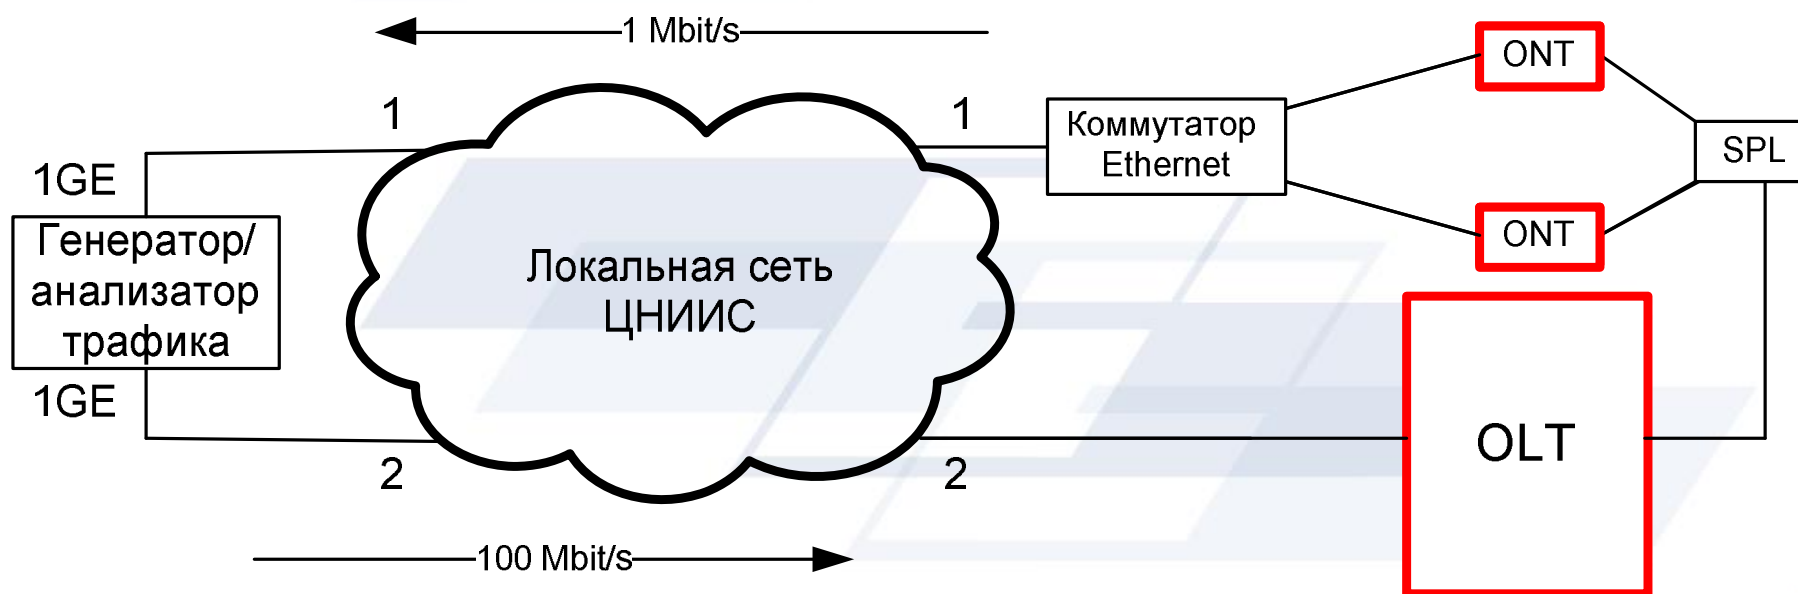 1 Mbit/s
ONT
1
1
Коммутатор
Ethernet
SPL
1GE
Генератор/
анализатор
трафика
ONT
Локальная сеть
ЦНИИС
1GE
OLT
2
2
100 Mbit/s